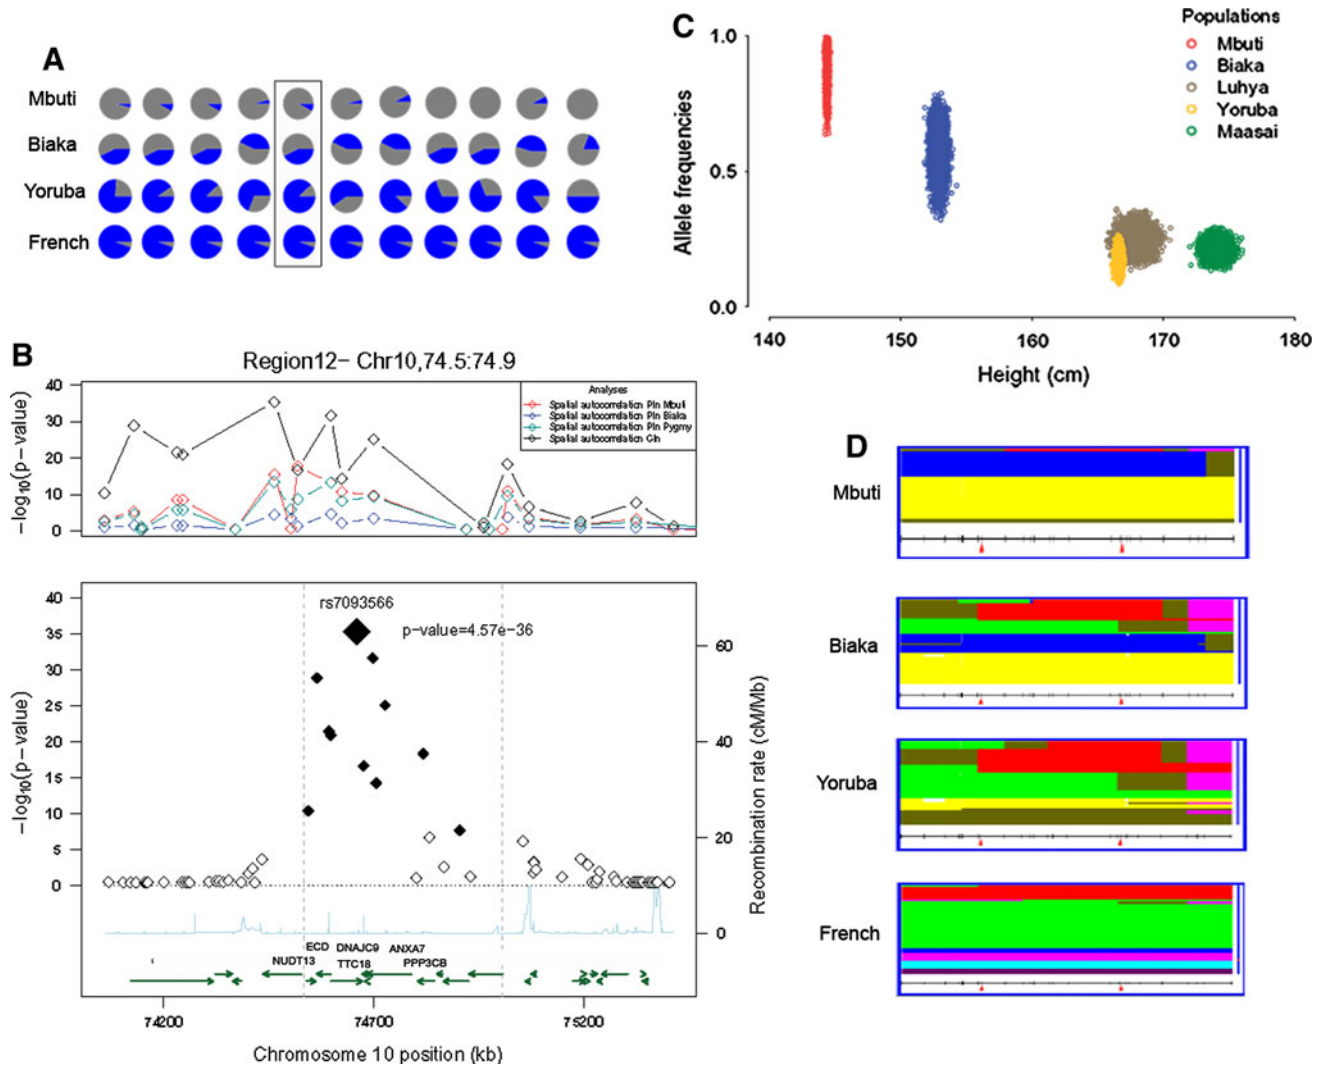 A
Mbuti
Biaka
Yoruba
French
C
Populations
Mbuti
Biaka
Luhya
Yoruba
Maasai
Allele frequencies
1.0
0.5
0.0
140
150
160
170
180
Height (cm)
B
Region12- Chr10,74.5:74.9
-log10(p-value)
40
30
20
10
0
Analyses
Spatial autocorrelation Pln Mbuti
Spatial autocorrelation Pln Biaka
Spatial autocorrelation Pln Pygmy
Spatial autocorrelation Gln
-log10(p-value)
40
35
30
25
20
15
10
5
0
rs7093566
p-value=4.57e-36
60
40
20
0
Recombination rate (cM/Mb)
ECD DNAJC9 ANXA7
NUDT13 TTC18 PPP3CB
74200
74700
75200
Chromosome 10 position (kb)
D
Mbuti
Biaka
Yoruba
French